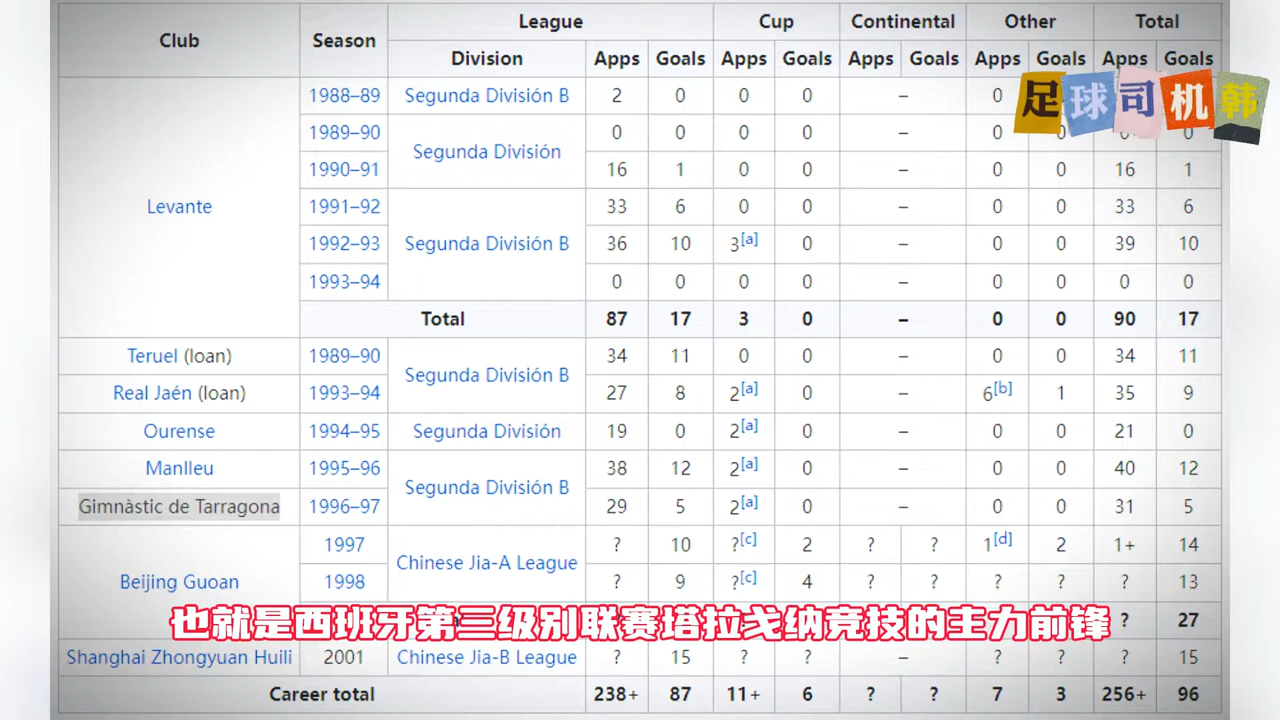 Club Season League Cup Continental Other Total
Division Apps Goals Apps Goals Apps Goals Apps Goals Apps Goals
足球司机韩
Levante 1988–89 Segunda División B 2 0 0 0 – 0
1989–90 Segunda División 0 0 0 0 – 0 0 0 0
1990–91 16 1 0 0 – 0 0 16 1
1991–92 Segunda División B 33 6 0 0 – 0 0 33 6
1992–93 36 10 3[a] 0 – 0 0 39 10
1993–94 0 0 0 0 – 0 0 0 0
Total 87 17 3 0 – 0 0 90 17
Teruel (loan) 1989–90 Segunda División B 34 11 0 0 – 0 0 34 11
Real Jaén (loan) 1993–94 27 8 2[a] 0 – 6[b] 1 35 9
Ourense 1994–95 Segunda División 19 0 2[a] 0 – 0 0 21 0
Manlleu 1995–96 Segunda División B 38 12 2[a] 0 – 0 0 40 12
Gimnàstic de Tarragona 1996–97 29 5 2[a] 0 – 0 0 31 5
Beijing Guoan 1997 Chinese Jia-A League ? 10 ?[c] 2 ? ? 1[d] 2 1+ 14
1998 ? 9 ?[c] 4 ? ? ? ? ? 13
? 27
也就是西班牙第三级别联赛塔拉戈纳竞技的主力前锋
Shanghai Zhongyuan Huili 2001 Chinese Jia-B League ? 15 ? ? – ? ? ? 15
Career total 238+ 87 11+ 6 ? ? 7 3 256+ 96